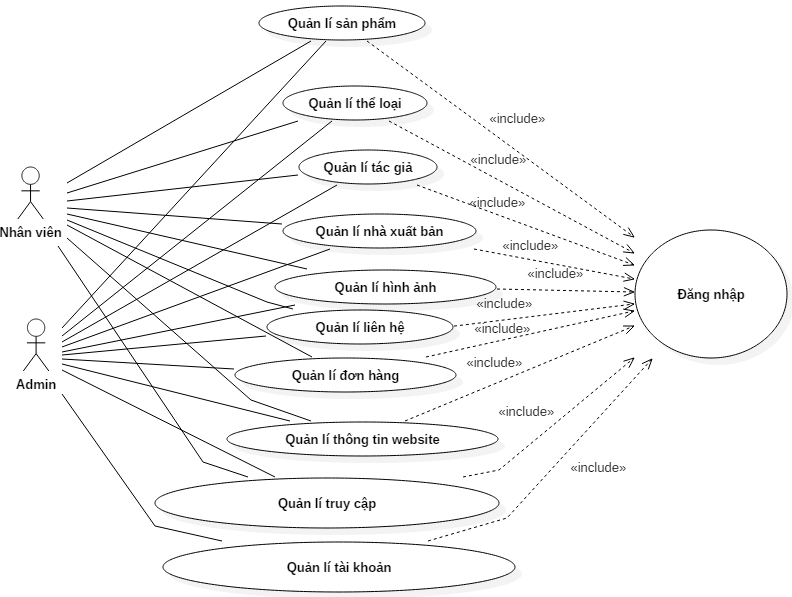 Quản lí sản phẩm
«include»
Quản lí thể loại
«include»
Quản lí tác giả
«include»
Nhân viên
Quản lí nhà xuất bản
«include»
Quản lí hình ảnh
«include»
Đăng nhập
«include»
Quản lí liên hệ
«include»
Admin
Quản lí đơn hàng
«include»
Quản lí thông tin website
«include»
Quản lí truy cập
«include»
Quản lí tài khoản